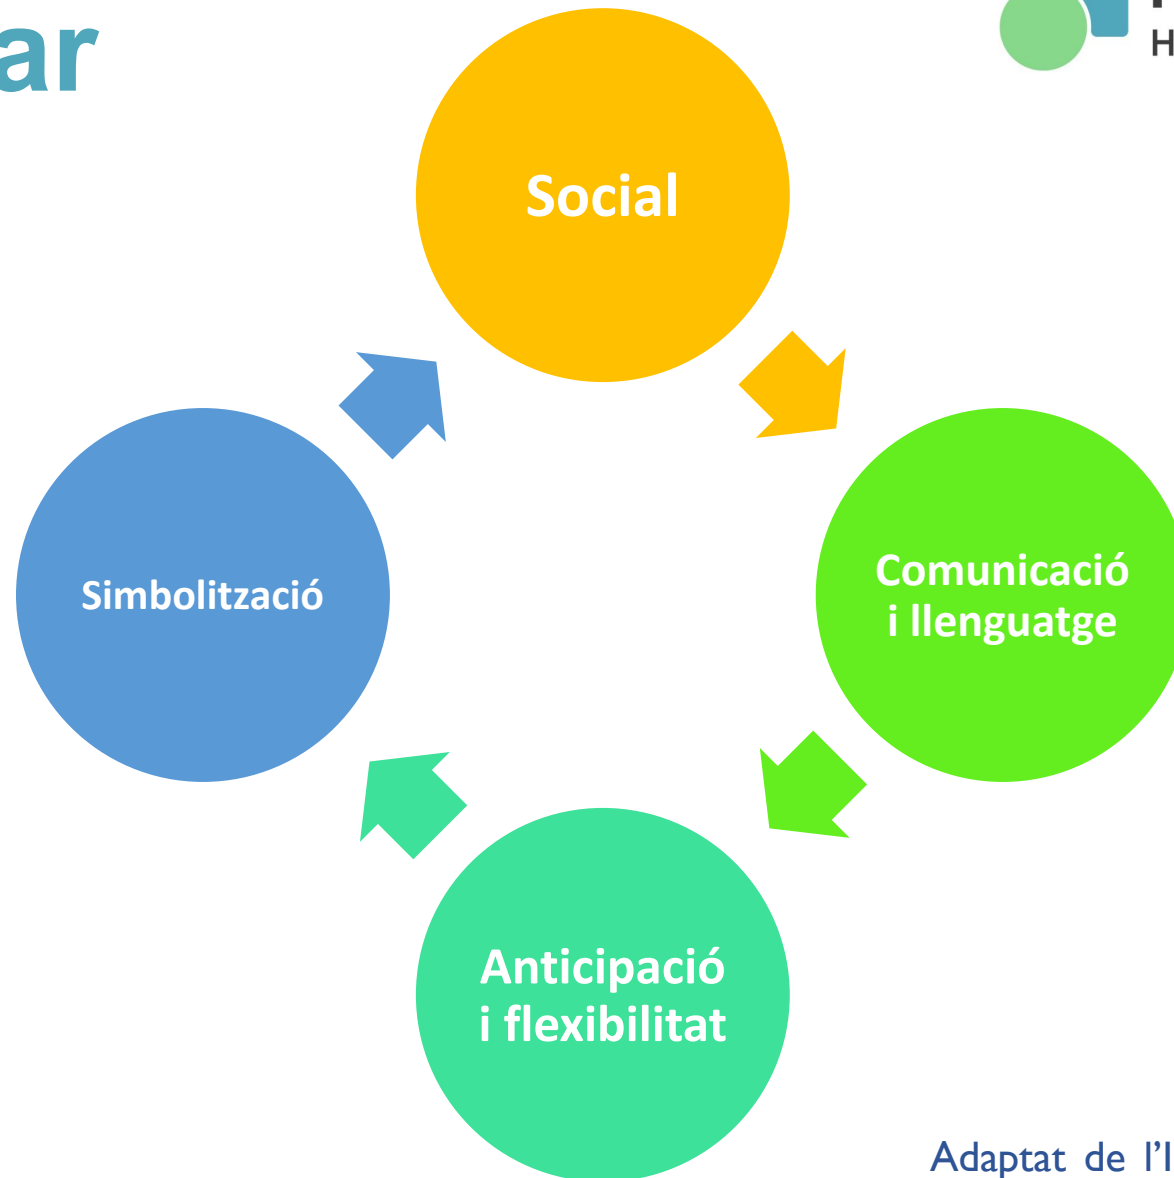 ar
H
Social
Comunicació
i llenguatge
Simbolització
Anticipació
i flexibilitat
Adaptat de l’I